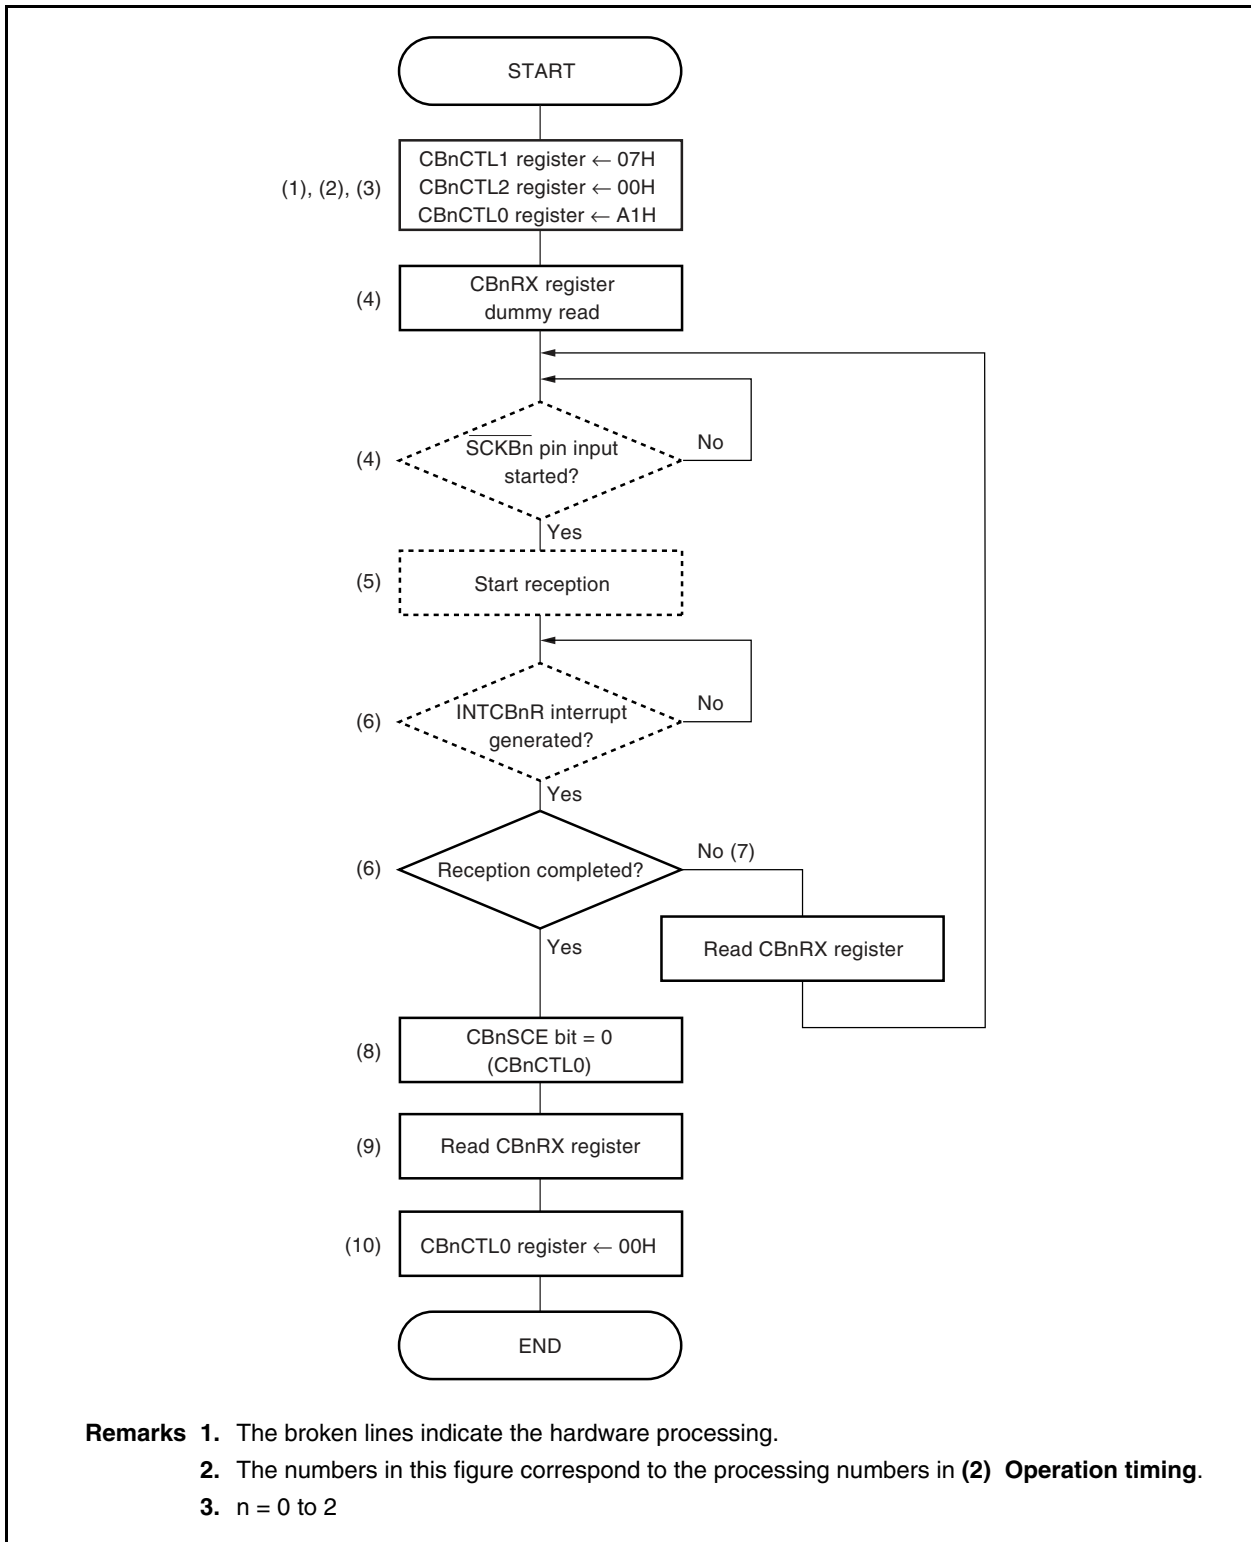 START
(1), (2), (3)
CBnCTL1 register ← 07H
CBnCTL2 register ← 00H
CBnCTL0 register ← A1H
(4)
CBnRX register
dummy read
(4)
SCKBn pin input
started?
No
Yes
(5)
Start reception
(6)
INTCBnR interrupt
generated?
No
Yes
(6)
Reception completed?
No (7)
Yes
Read CBnRX register
(8)
CBnSCE bit = 0
(CBnCTL0)
(9)
Read CBnRX register
(10)
CBnCTL0 register ← 00H
END
Remarks 1. The broken lines indicate the hardware processing.
2. The numbers in this figure correspond to the processing numbers in (2) Operation timing.
3. n = 0 to 2